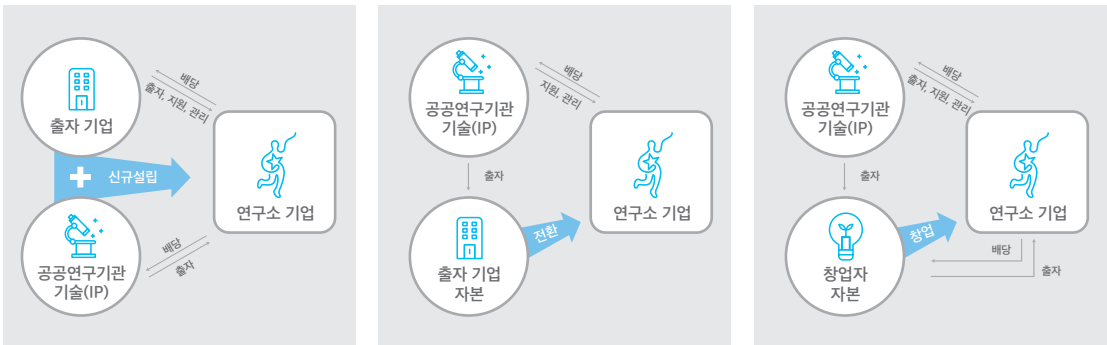 출자 기업
배당
출자, 지원, 관리
신규설립
연구소 기업
공공연구기관
기술(IP)
배당
출자
공공연구기관
기술(IP)
배당
지원, 관리
출자
연구소 기업
출자 기업
자본
전환
공공연구기관
기술(IP)
배당
출자, 지원, 관리
출자
연구소 기업
창업자
자본
창업
배당
출자